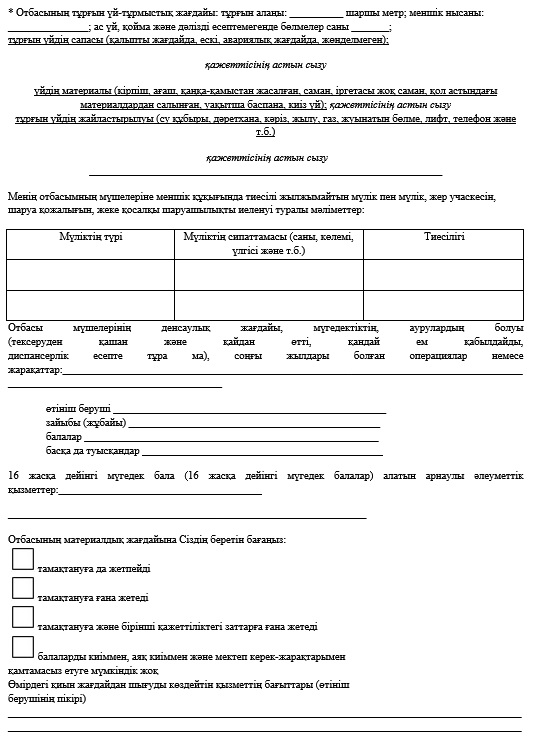 * Отбасының тұрғын үй-тұрмыстық жағдайы: тұрғын алаңы: __________ шаршы метр; меншік нысаны:
_______________; ас үй, қойма және дәлізді есептемегенде бөлмелер саны _______;
тұрғын үйдің сапасы (қалыпты жағдайда, ескі, авариялық жағдайда, жөнделмеген);
қажеттісінің астын сызу
үйдің материалы (кірпіш, ағаш, қаңқа-қамыстан жасалған, саман, іргетасы жоқ саман, қол астындағы
материалдардан салынған, уақытша баспана, киіз үй); қажеттісінің астын сызу
тұрғын үйдің жайластырылуы (су құбыры, дәретхана, кәріз, жылу, газ, жуынатын бөлме, лифт, телефон және
т.б.)
қажеттісінің астын сызу
Менің отбасымның мүшелеріне меншік құқығында тиесілі жылжымайтын мүлік пен мүлік, жер учаскесін,
шаруа қожалығын, жеке қосалқы шаруашылықты иеленуі туралы мәліметтер:
Мүліктің түрі Мүліктің сипаттамасы (саны, көлемі, Тиесілігі
үлгісі және т.б.)
Отбасы мүшелерінің денсаулық жағдайы, мүгедектіктің, аурулардың болуы
(тексеруден қашан және қайдан өтті, қандай ем қабылдайды,
диспансерлік есепте тұра ма), соңғы жылдары болған операциялар немесе
жарақаттар:____________________
өтініш беруші ____________________
зайыбы (жұбайы) ____________________
балалар ____________________
басқа да туысқандар ____________________
16 жасқа дейінгі мүгедек бала (16 жасқа дейінгі мүгедек балалар) алатын арнаулы әлеуметтік
қызметтер:____________________
Отбасының материалдық жағдайына Сіздің беретін бағаңыз:
тамақтануға да жетпейді
тамақтануға ғана жетеді
тамақтануға және бірінші қажеттіліктегі заттарға ғана жетеді
балаларды киіммен, аяқ киіммен және мектеп керек-жарақтарымен
қамтамасыз етуге мүмкіндік жоқ
Өмірдегі қиын жағдайдан шығуды көздейтін қызметтің бағыттары (өтініш
берушінің пікірі)